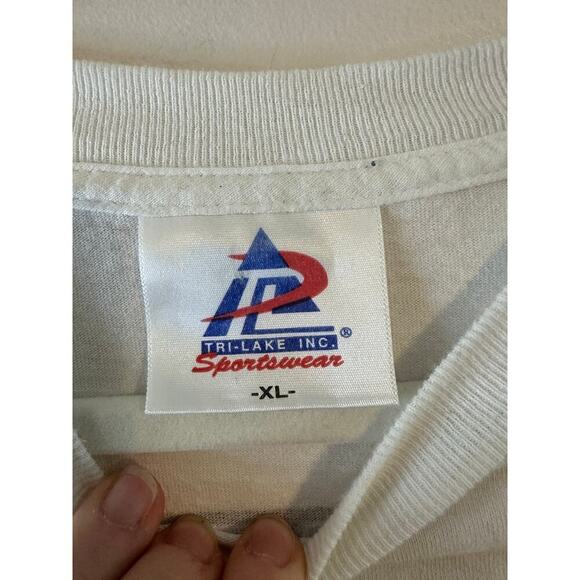 TRI-LAKE INC.®
Sportswear
-XL-